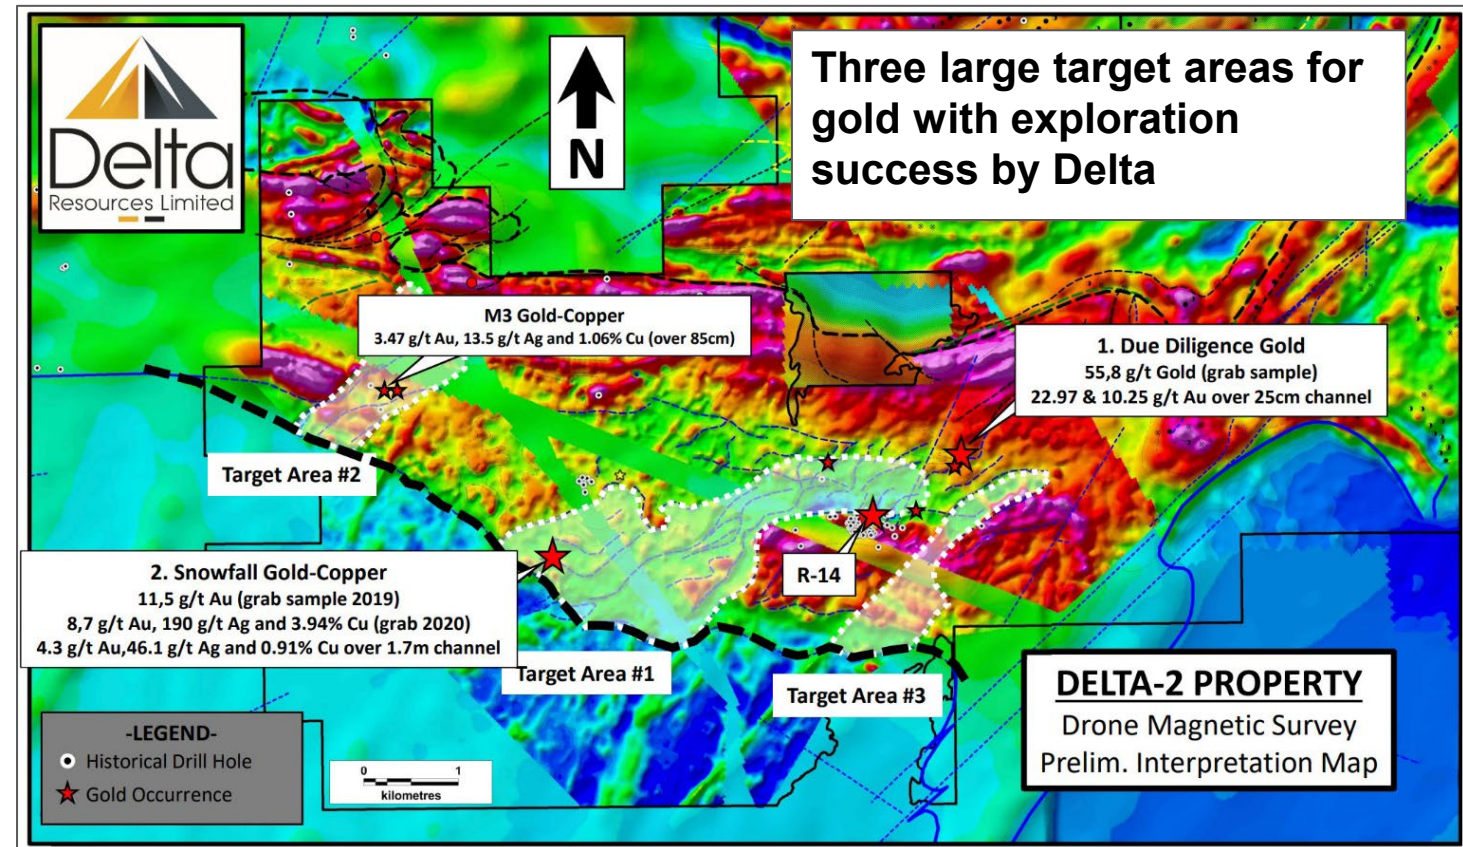 Delta
Resources Limited
N
Three large target areas for
gold with exploration
success by Delta
M3 Gold-Copper
3.47 g/t Au, 13.5 g/t Ag and 1.06% Cu (over 85cm)
1. Due Diligence Gold
55,8 g/t Gold (grab sample)
22.97 & 10.25 g/t Au over 25cm channel
Target Area #2
R-14
2. Snowfall Gold-Copper
11,5 g/t Au (grab sample 2019)
8,7 g/t Au, 190 g/t Ag and 3.94% Cu (grab 2020)
4.3 g/t Au,46.1 g/t Ag and 0.91% Cu over 1.7m channel
Target Area #1
Target Area #3
-LEGEND-
Historical Drill Hole
Gold Occurrence
0 1
kilometres
DELTA-2 PROPERTY
Drone Magnetic Survey
Prelim. Interpretation Map